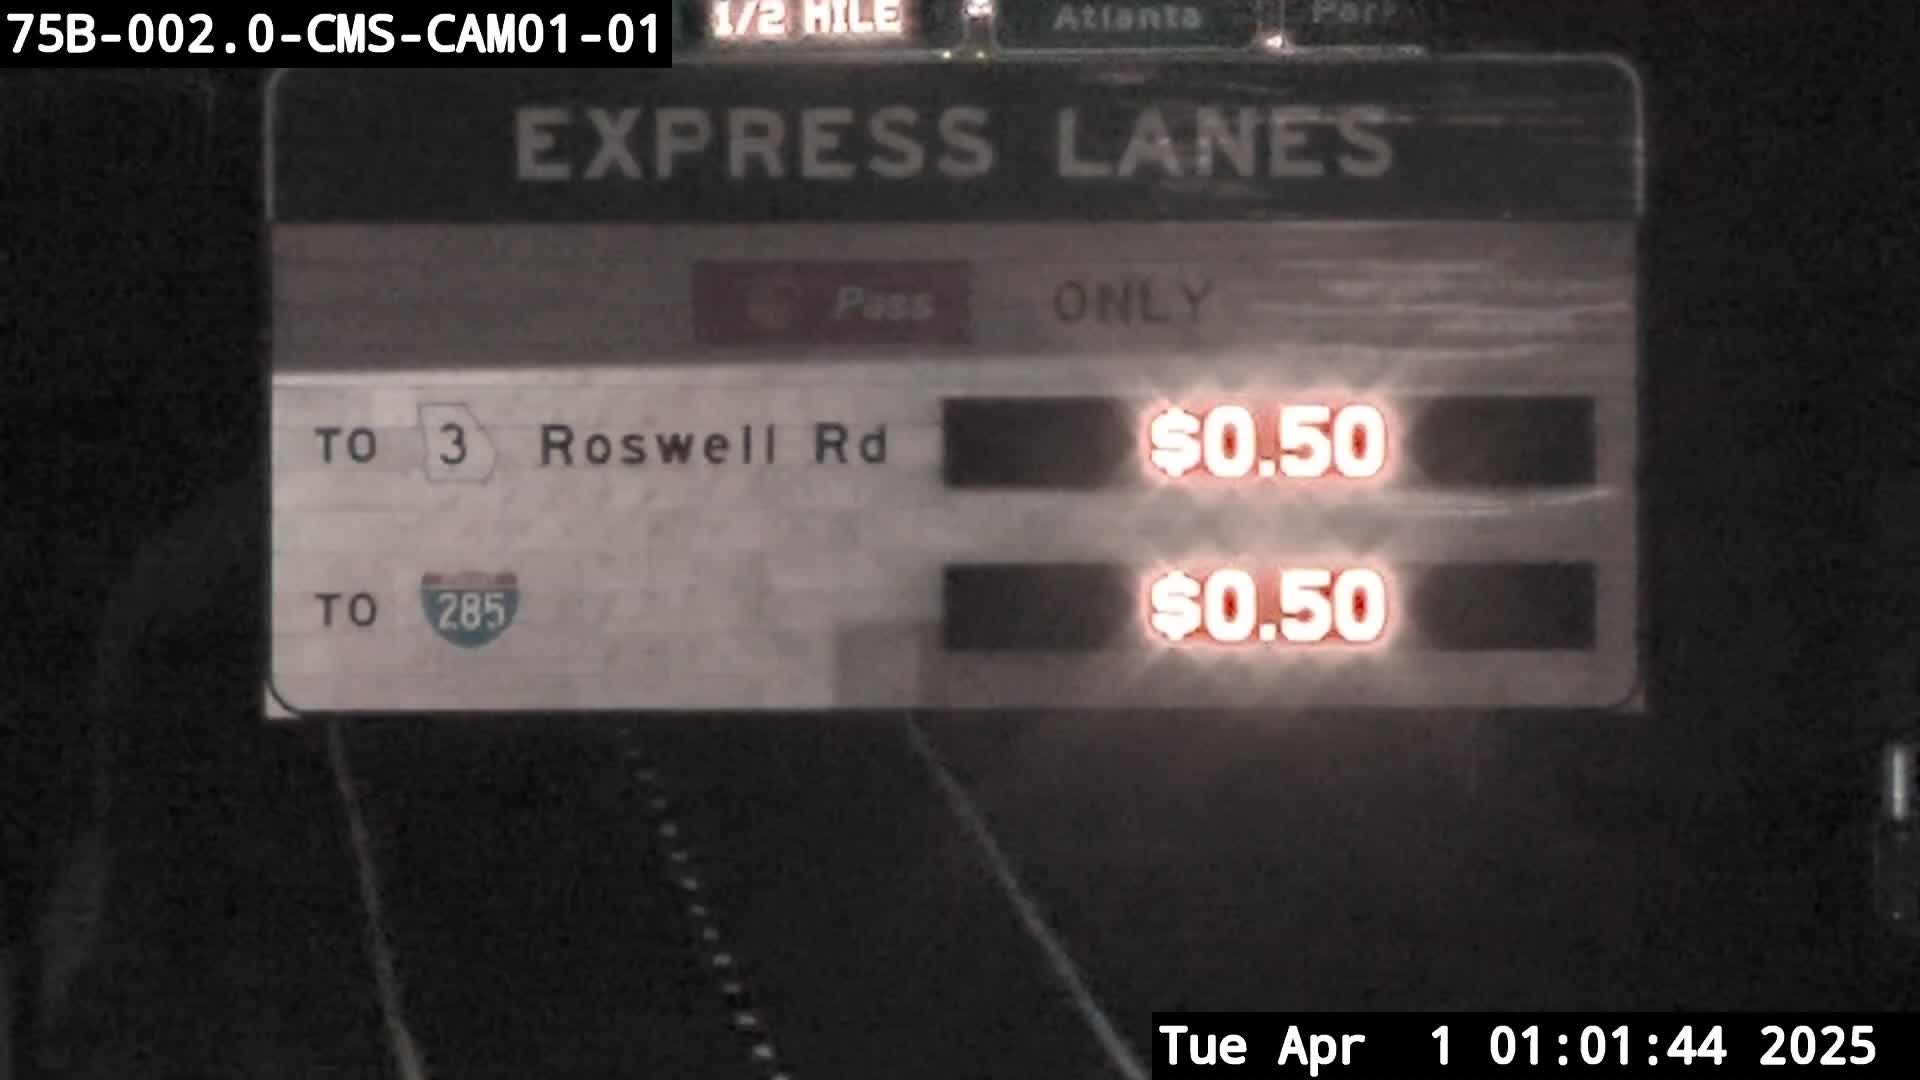 75B-002.0-CMS-CAM01-01
1/2 MILE
Atlanta
EXPRESS LANES
Pass ONLY
TO 3 Roswell Rd $0.50
TO 285 $0.50
Tue Apr 1 01:01:44 2025